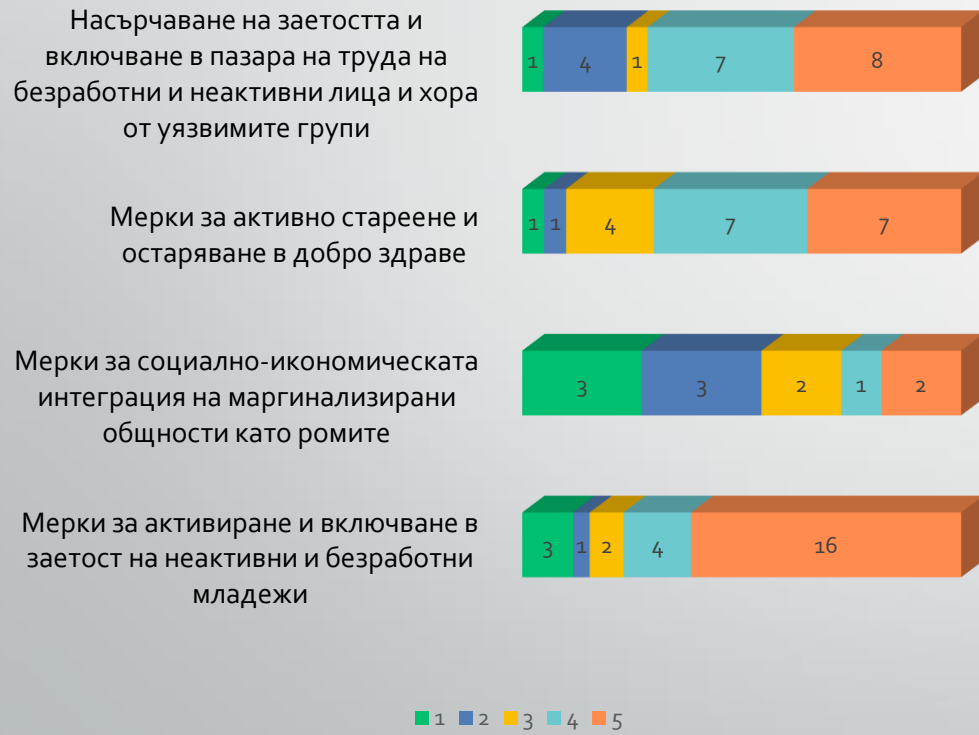 Насърчаване на заетостта и
включване в пазара на труда на
безработни и неактивни лица и хора
от уязвимите групи
1 4 1 7 8
Мерки за активно стареене и
остаряване в добро здраве
1 1 4 7 7
Мерки за социално-икономическата
интеграция на маргинализирани
общности като ромите
3 3 2 1 2
Мерки за активиране и включване в
заетост на неактивни и безработни
младежи
3 1 2 4 16
1 2 3 4 5